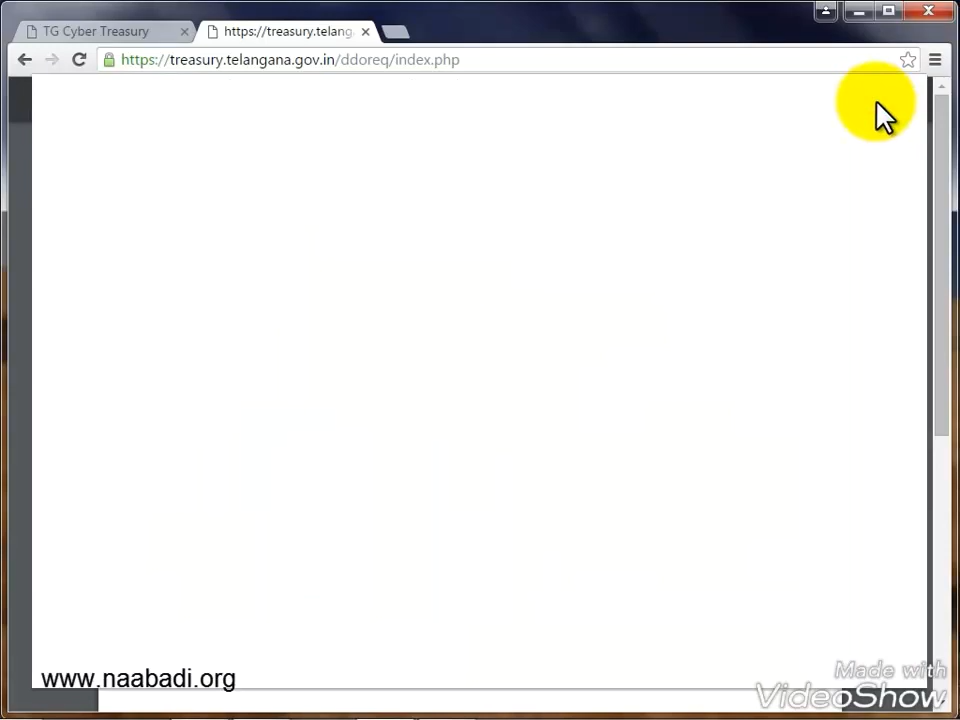 TG Cyber Treasury
https://treasury.telang
https://treasury.telangana.gov.in/ddoreq/index.php
www.naabadi.org
Made with
VideoShow